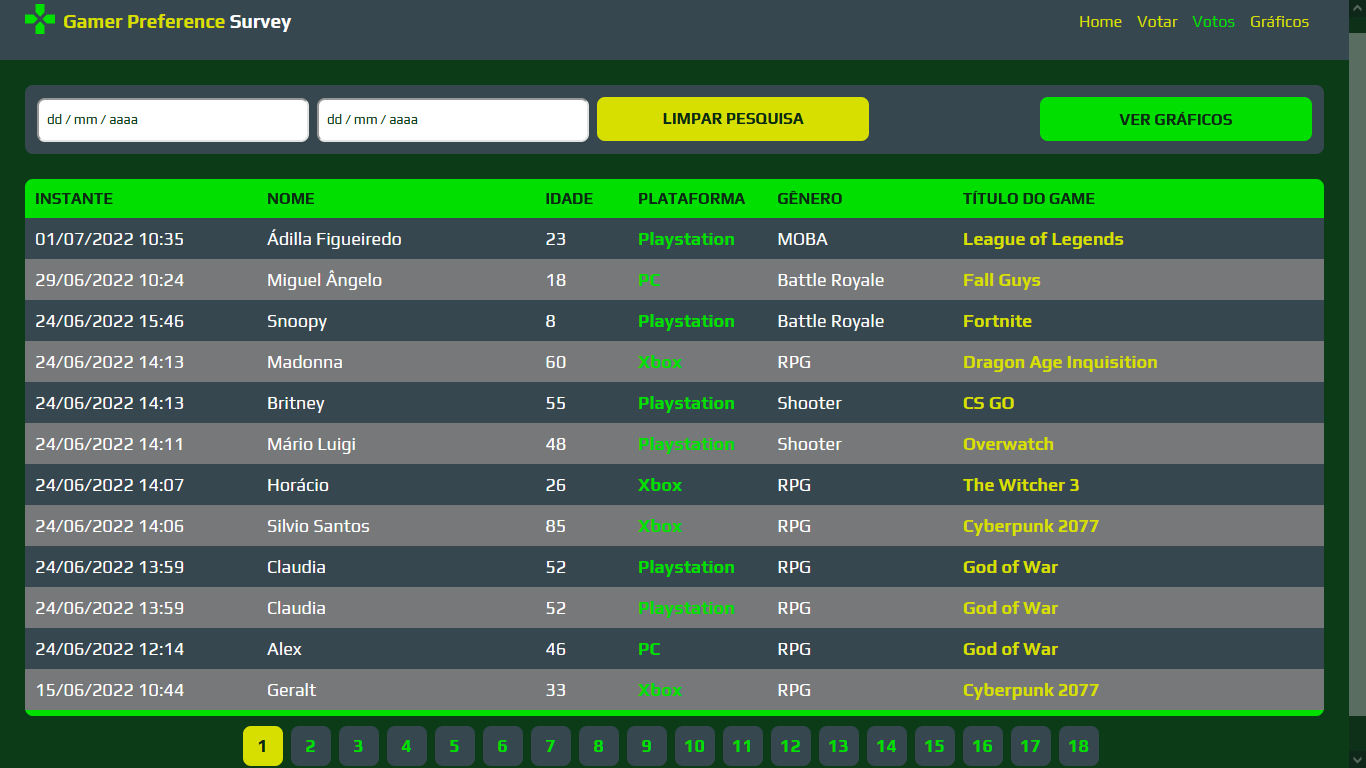 Gamer Preference Survey Home Votar Votos Gráficos
dd / mm / aaaa dd / mm / aaaa LIMPAR PESQUISA VER GRÁFICOS
INSTANTE NOME IDADE PLATAFORMA GÊNERO TÍTULO DO GAME
01/07/2022 10:35 Ádilla Figueiredo 23 Playstation MOBA League of Legends
29/06/2022 10:24 Miguel Ângelo 18 PC Battle Royale Fall Guys
24/06/2022 15:46 Snoopy 8 Playstation Battle Royale Fortnite
24/06/2022 14:13 Madonna 60 Xbox RPG Dragon Age Inquisition
24/06/2022 14:13 Britney 55 Playstation Shooter CS GO
24/06/2022 14:11 Mário Luigi 48 Playstation Shooter Overwatch
24/06/2022 14:07 Horácio 26 Xbox RPG The Witcher 3
24/06/2022 14:06 Silvio Santos 85 Xbox RPG Cyberpunk 2077
24/06/2022 13:59 Claudia 52 Playstation RPG God of War
24/06/2022 13:59 Claudia 52 Playstation RPG God of War
24/06/2022 12:14 Alex 46 PC RPG God of War
15/06/2022 10:44 Geralt 33 Xbox RPG Cyberpunk 2077
1 2 3 4 5 6 7 8 9 10 11 12 13 14 15 16 17 18